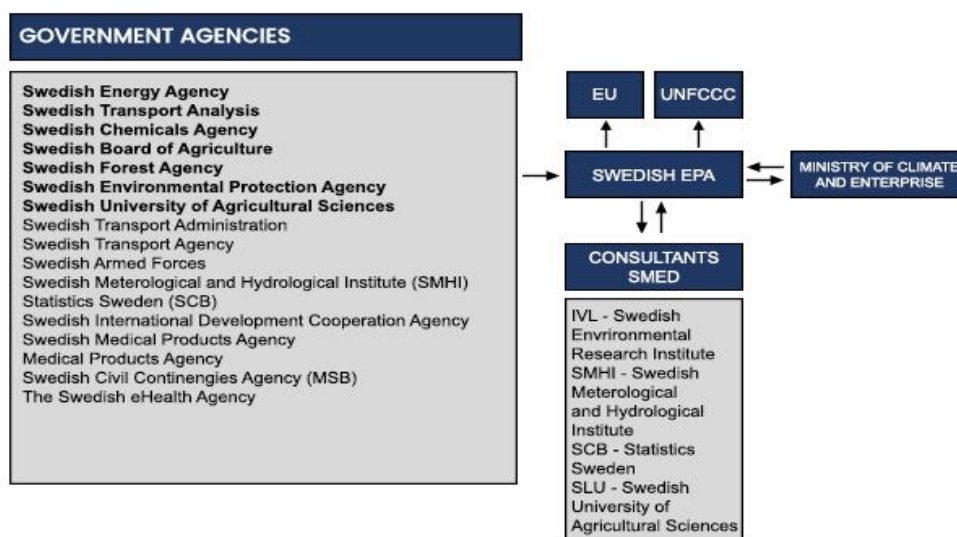 GOVERNMENT AGENCIES
Swedish Energy Agency
Swedish Transport Analysis
Swedish Chemicals Agency
Swedish Board of Agriculture
Swedish Forest Agency
Swedish Environmental Protection Agency
Swedish University of Agricultural Sciences
Swedish Transport Administration
Swedish Transport Agency
Swedish Armed Forces
Swedish Meterological and Hydrological Institute (SMHI)
Statistics Sweden (SCB)
Swedish International Development Cooperation Agency
Swedish Medical Products Agency
Medical Products Agency
Swedish Civil Continengies Agency (MSB)
The Swedish eHealth Agency
EU
UNFCCC
SWEDISH EPA
MINISTRY OF CLIMATE
AND ENTERPRISE
CONSULTANTS
SMED
IVL - Swedish
Envrironmental
Research Institute
SMHI - Swedish
Meterological
and Hydrological
Institute
SCB - Statistics
Sweden
SLU - Swedish
University of
Agricultural Sciences